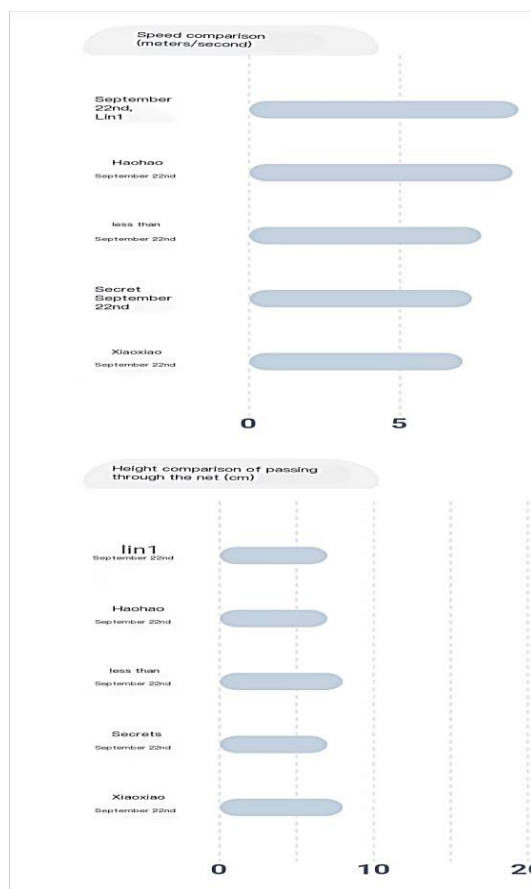 Speed comparison
(meters/second)
September
22nd,
Lin1
Haohao
September 22nd
less than
September 22nd
Secret
September
22nd
Xiaoxiao
September 22nd
0 5
Height comparison of passing
through the net (cm)
lin1
September 22nd
Haohao
September 22nd
less than
September 22nd
Secrets
September 22nd
Xiaoxiao
September 22nd
0 10 20